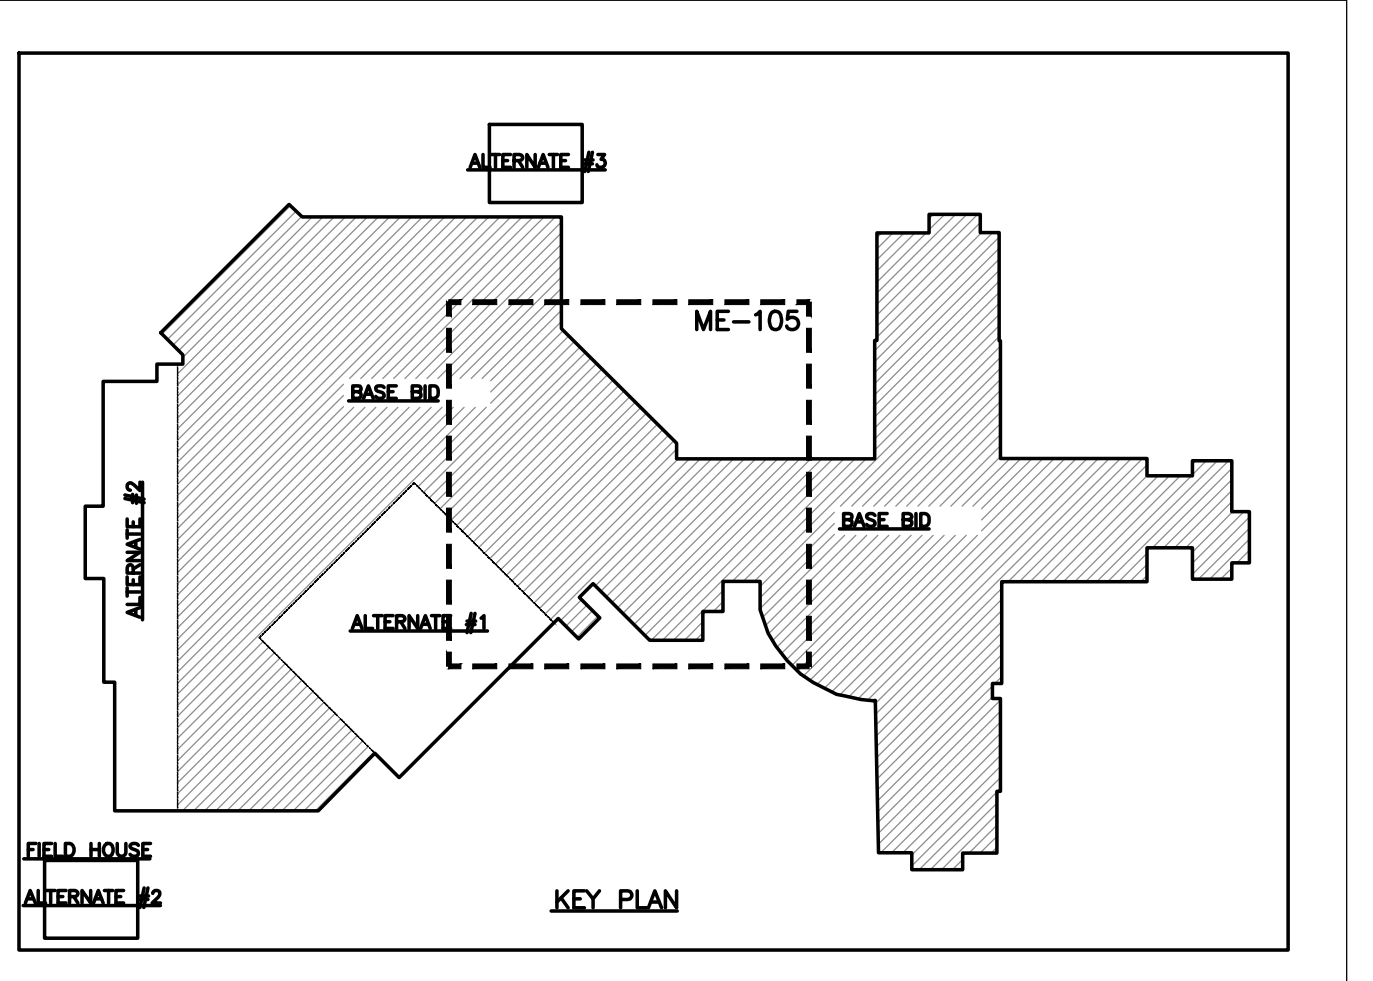 ALTERNATE #3
ME-105
BASE BID
ALTERNATE #2
BASE BID
ALTERNATE #1
FIELD HOUSE
ALTERNATE #2
KEY PLAN